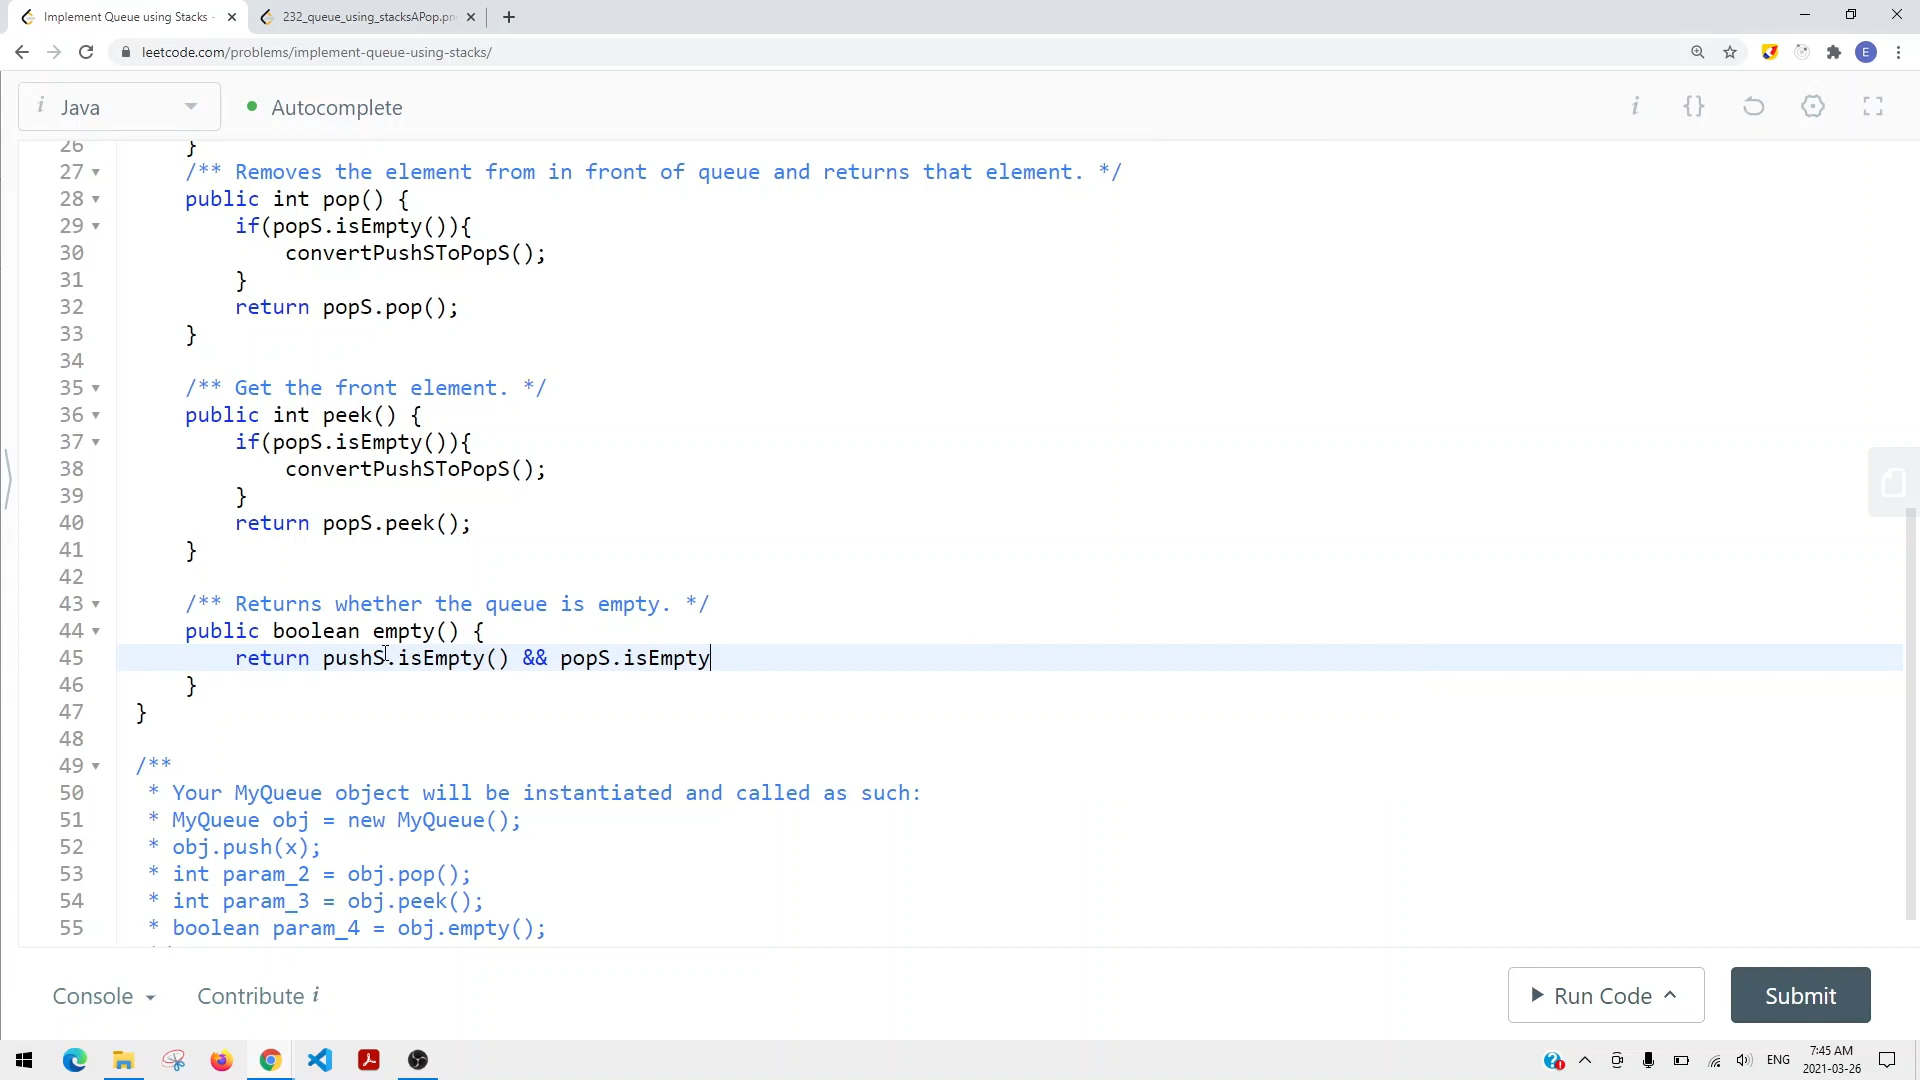 Implement Queue using Stacks -
232_queue_using_stacksAPop.pn
leetcode.com/problems/implement-queue-using-stacks/
E
i Java
Autocomplete
i {}
26 }
27 /** Removes the element from in front of queue and returns that element. */
28 public int pop() {
29 if(popS.isEmpty()){
30 convertPushSToPopS();
31 }
32 return popS.pop();
33 }
34
35 /** Get the front element. */
36 public int peek() {
37 if(popS.isEmpty()){
38 convertPushSToPopS();
39 }
40 return popS.peek();
41 }
42
43 /** Returns whether the queue is empty. */
44 public boolean empty() {
45 return pushS.isEmpty() && popS.isEmpty
46 }
47 }
48
49 /**
50 * Your MyQueue object will be instantiated and called as such:
51 * MyQueue obj = new MyQueue();
52 * obj.push(x);
53 * int param_2 = obj.pop();
54 * int param_3 = obj.peek();
55 * boolean param_4 = obj.empty();
Console
Contribute i
Run Code
Submit
ENG
7:45 AM
2021-03-26